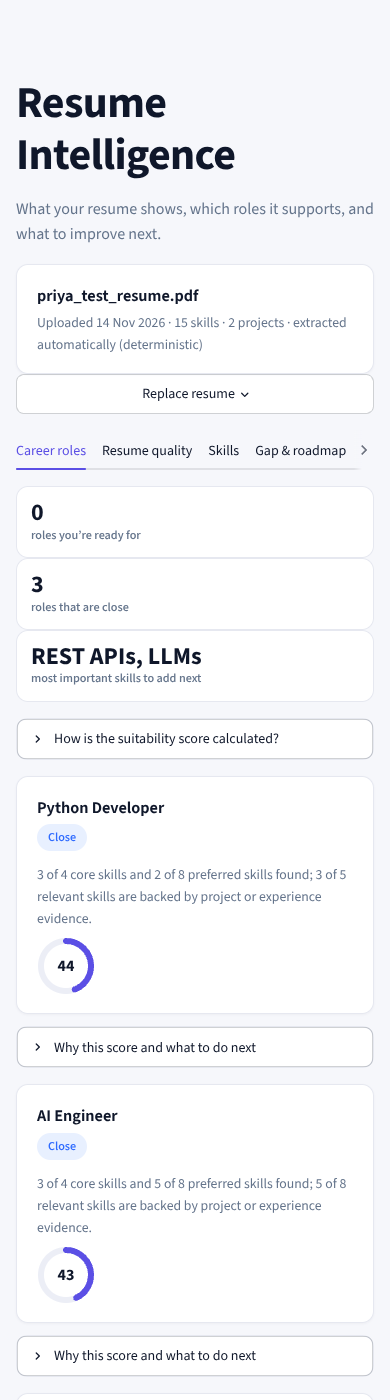 Resume
Intelligence
What your resume shows, which roles it supports, and
what to improve next.
priya_test_resume.pdf
Uploaded 14 Nov 2026 · 15 skills · 2 projects · extracted
automatically (deterministic)
Replace resume
Career roles Resume quality Skills Gap & roadmap
0
roles you’re ready for
3
roles that are close
REST APIs, LLMs
most important skills to add next
How is the suitability score calculated?
Python Developer
Close
3 of 4 core skills and 2 of 8 preferred skills found; 3 of 5
relevant skills are backed by project or experience
evidence.
44
Why this score and what to do next
AI Engineer
Close
3 of 4 core skills and 5 of 8 preferred skills found; 5 of 8
relevant skills are backed by project or experience
evidence.
43
Why this score and what to do next